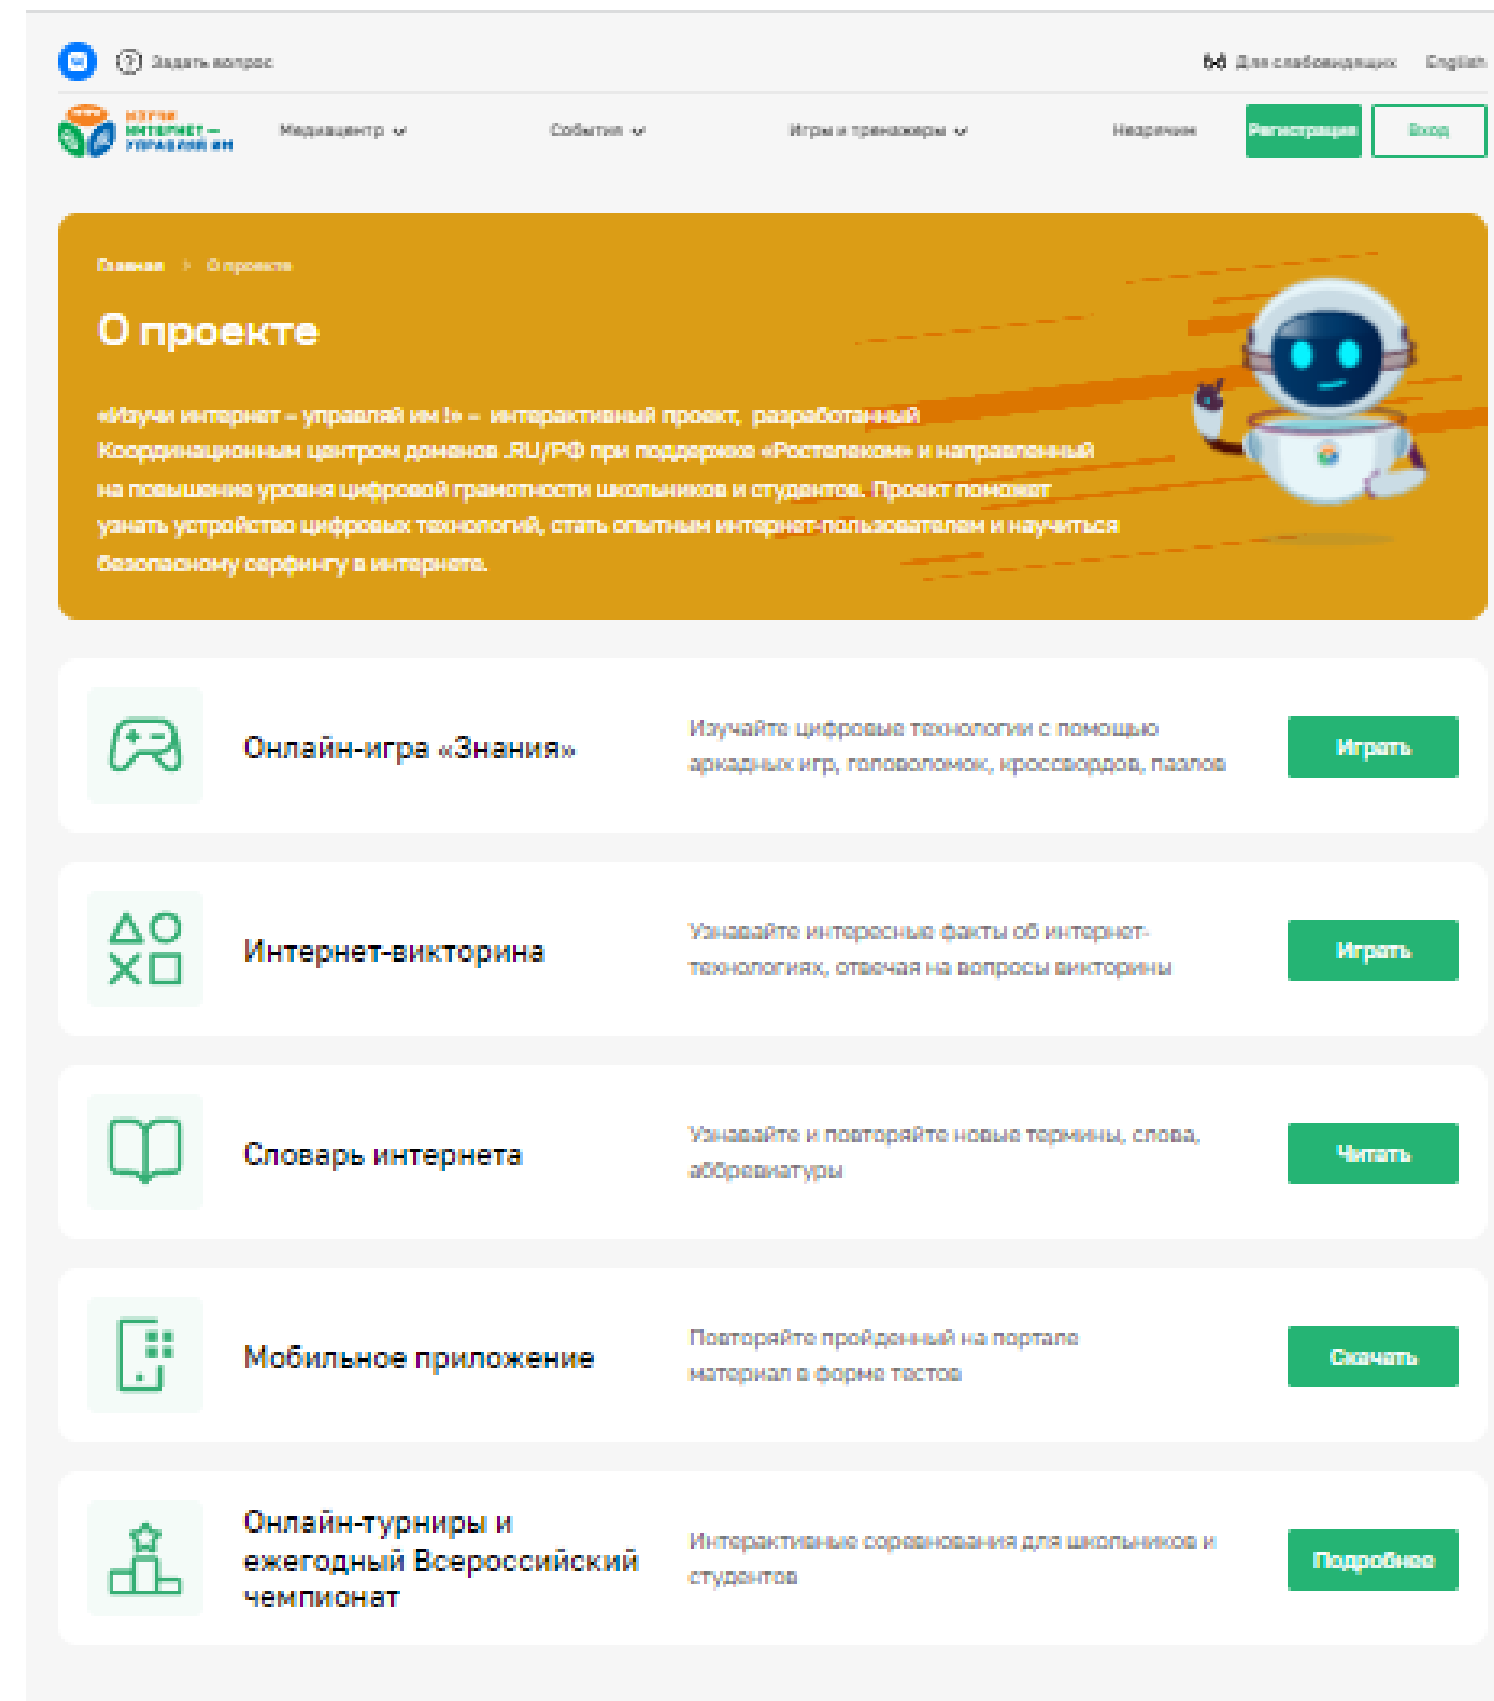 Задать вопрос
Для слабовидящих English
ИЗУЧИ
ИНТЕРНЕТ –
УПРАВЛЯЙ ИМ
Медиацентр События Игры и тренажеры Незрячим Регистрация Вход
Главная > О проекте
О проекте
«Изучи интернет – управляй им!» – интерактивный проект, разработанный
Координационным центром доменов .RU/РФ при поддержке «Ростелеком» и направленный
на повышение уровня цифровой грамотности школьников и студентов. Проект поможет
узнать устройство цифровых технологий, стать опытным интернет-пользователем и научиться
безопасному серфингу в интернете.
Онлайн-игра «Знания»
Изучайте цифровые технологии с помощью
аркадных игр, головоломок, кроссвордов, пазлов
Играть
Интернет-викторина
Узнавайте интересные факты об интернет-
технологиях, отвечая на вопросы викторины
Играть
Словарь интернета
Узнавайте и повторяйте новые термины, слова,
аббревиатуры
Читать
Мобильное приложение
Повторяйте пройденный на портале
материал в форме тестов
Скачать
Онлайн-турниры и
ежегодный Всероссийский
чемпионат
Интерактивные соревнования для школьников и
студентов
Подробнее